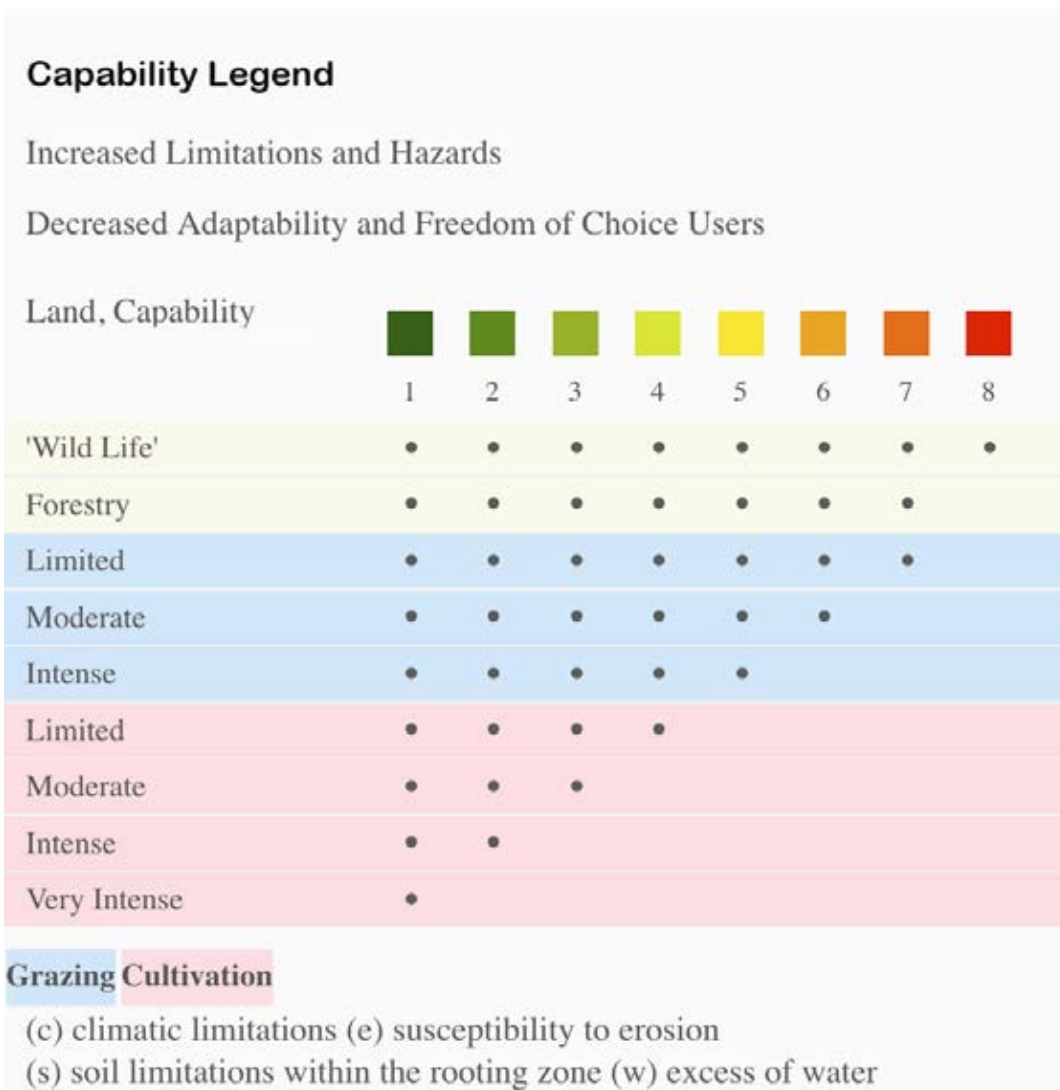 Capability Legend
Increased Limitations and Hazards
Decreased Adaptability and Freedom of Choice Users
Land, Capability
1 2 3 4 5 6 7 8
'Wild Life' • • • • • • • •
Forestry • • • • • • •
Limited • • • • • • •
Moderate • • • • • •
Intense • • • • •
Limited • • • •
Moderate • • •
Intense • •
Very Intense •
Grazing Cultivation
(c) climatic limitations (e) susceptibility to erosion
(s) soil limitations within the rooting zone (w) excess of water